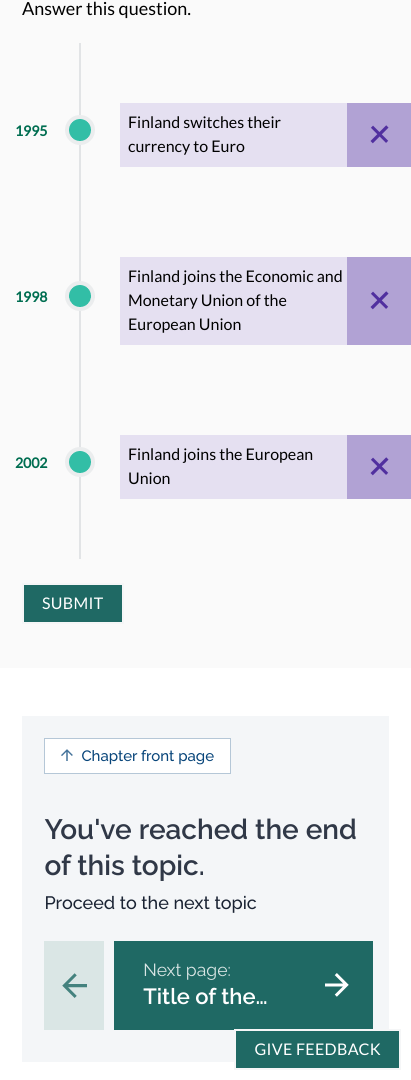 Answer this question.
1995
Finland switches their
currency to Euro
1998
Finland joins the Economic and
Monetary Union of the
European Union
2002
Finland joins the European
Union
SUBMIT
Chapter front page
You've reached the end
of this topic.
Proceed to the next topic
Next page:
Title of the...
GIVE FEEDBACK